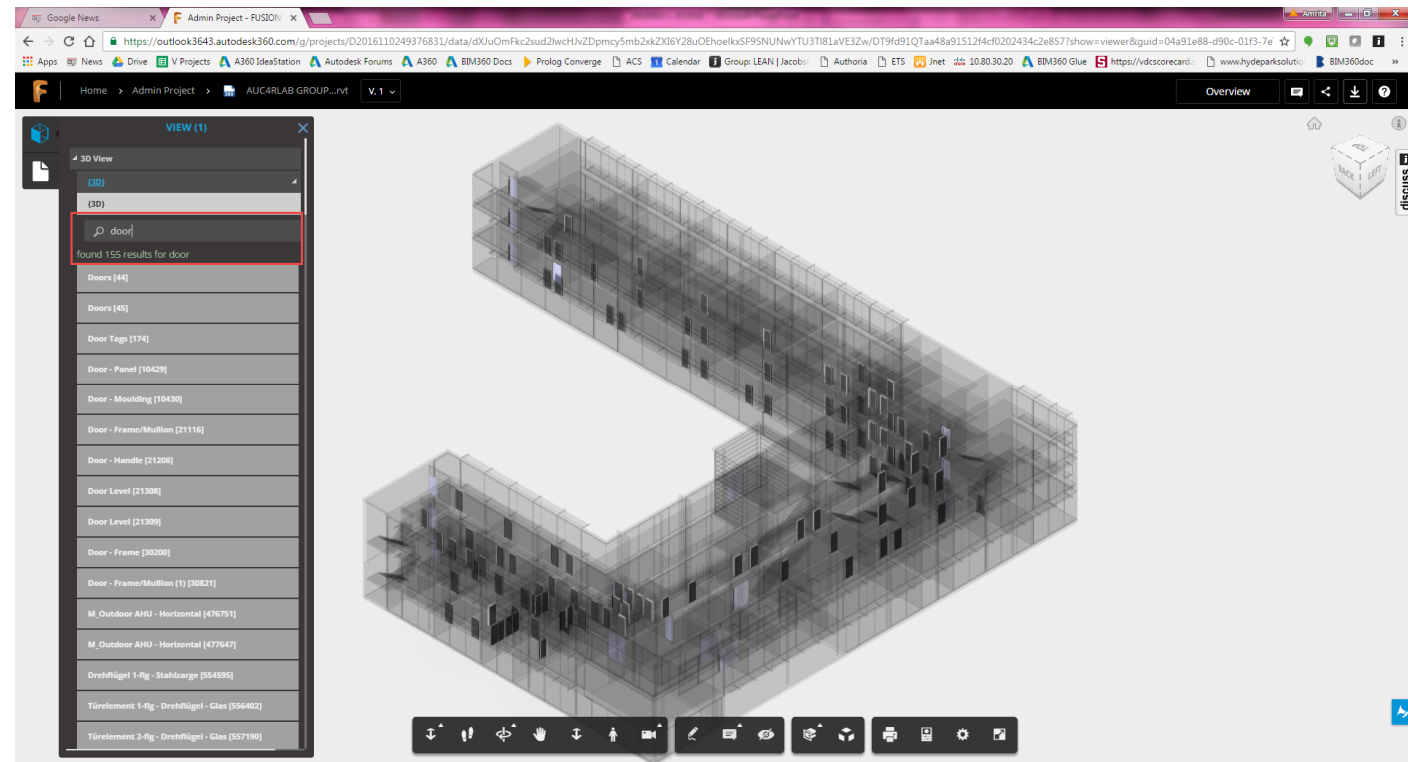 Google News
Admin Project - FUSION
Amrita
https://outlook3643.autodesk360.com/g/projects/D2016110249376831/data/dXJuOmFkc2sud2lwcHJvZDpmcy5mb2xkZXI6Y28uOEhoelkxSF9SNUNwYTU3Tl81aVE3Zw/DT9fd91QTaa48a91512f4cf0202434c2e857?show=viewer&guid=04a91e88-d90c-01f3-7e
Apps News Drive V Projects A360 IdeaStation Autodesk Forums A360 BIM360 Docs Prolog Converge ACS Calendar Group: LEAN | Jacobs Authoria ETS Jnet 10.80.30.20 BIM360 Glue https://vdcscorecard.s www.hydeparksolutio BIM360doc »
Home > Admin Project > AUC4RLAB GROUP...rvt V. 1 Overview
VIEW (1)
3D View
{3D}
{3D}
door
found 155 results for door
Doors [44]
Doors [45]
Door Tags [174]
Door - Panel [10429]
Door - Moulding [10430]
Door - Frame/Mullion [21116]
Door - Handle [21208]
Door Level [21308]
Door Level [21309]
Door - Frame [30200]
Door - Frame/Mullion (1) [30821]
M_Outdoor AHU - Horizontal [476751]
M_Outdoor AHU - Horizontal [477647]
Drehflügel 1-flg - Stahlzarge [554595]
Türelement 1-flg - Drehflügel - Glas [556402]
Türelement 2-flg - Drehflügel - Glas [557190]
BACK
LEFT
discuss